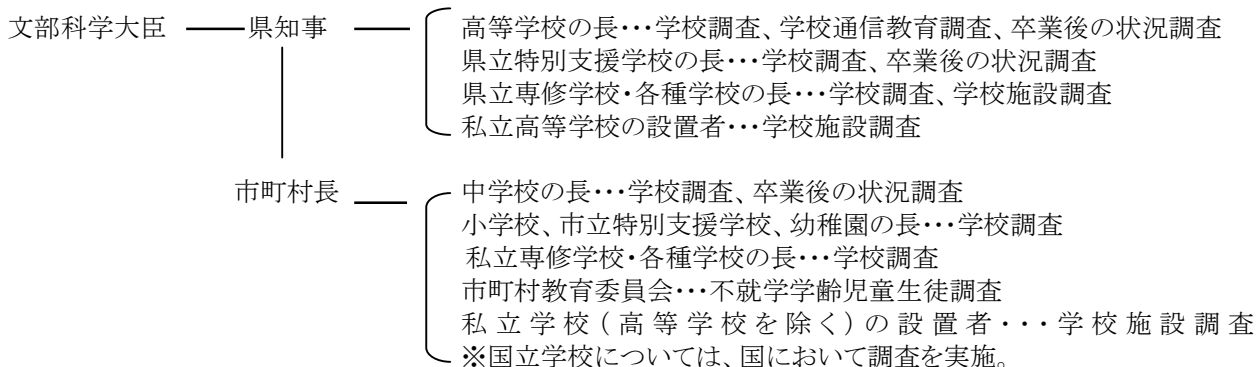 文部科学大臣 県知事 高等学校の長･･･学校調査、学校通信教育調査、卒業後の状況調査
県立特別支援学校の長･･･学校調査、卒業後の状況調査
県立専修学校・各種学校の長･･･学校調査、学校施設調査
私立高等学校の設置者･･･学校施設調査
市町村長 中学校の長･･･学校調査、卒業後の状況調査
小学校、市立特別支援学校、幼稚園の長･･･学校調査
私立専修学校・各種学校の長･･･学校調査
市町村教育委員会･･･不就学学齢児童生徒調査
私立学校(高等学校を除く)の設置者･･･学校施設調査
※国立学校については、国において調査を実施。